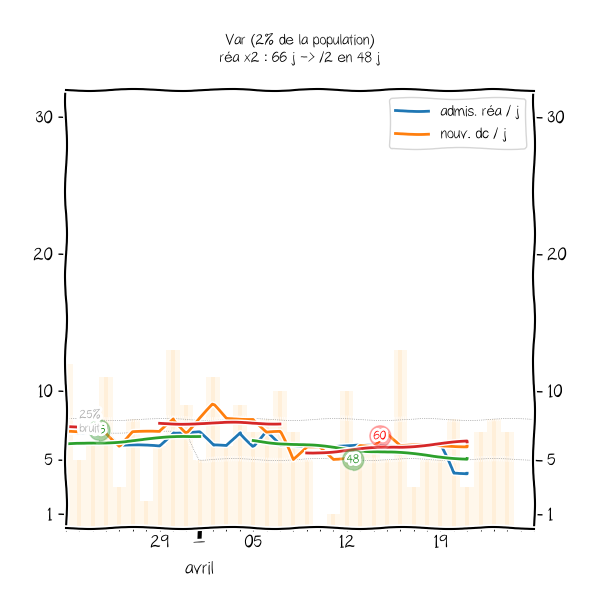 Var (2% de la population)
réa x2 : 66 j -> /2 en 48 j
admis. réa / j
nouv. dc / j
30
30
20
20
10
10
25%
bruit
60
48
5
5
1
1
29
05
12
19
avril